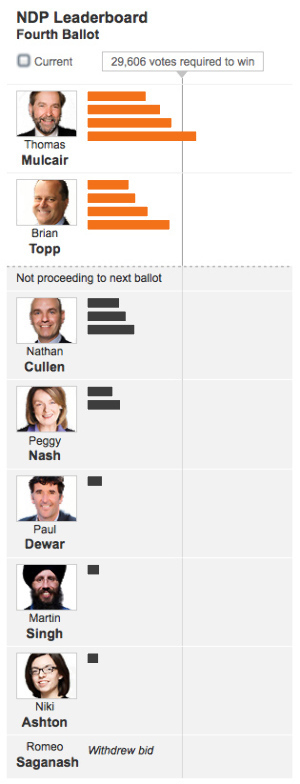 NDP Leaderboard
Fourth Ballot
Current
29,606 votes required to win
Thomas
Mulcair
Brian
Topp
Not proceeding to next ballot
Nathan
Cullen
Peggy
Nash
Paul
Dewar
Martin
Singh
Niki
Ashton
Romeo
Saganash
Withdrew bid